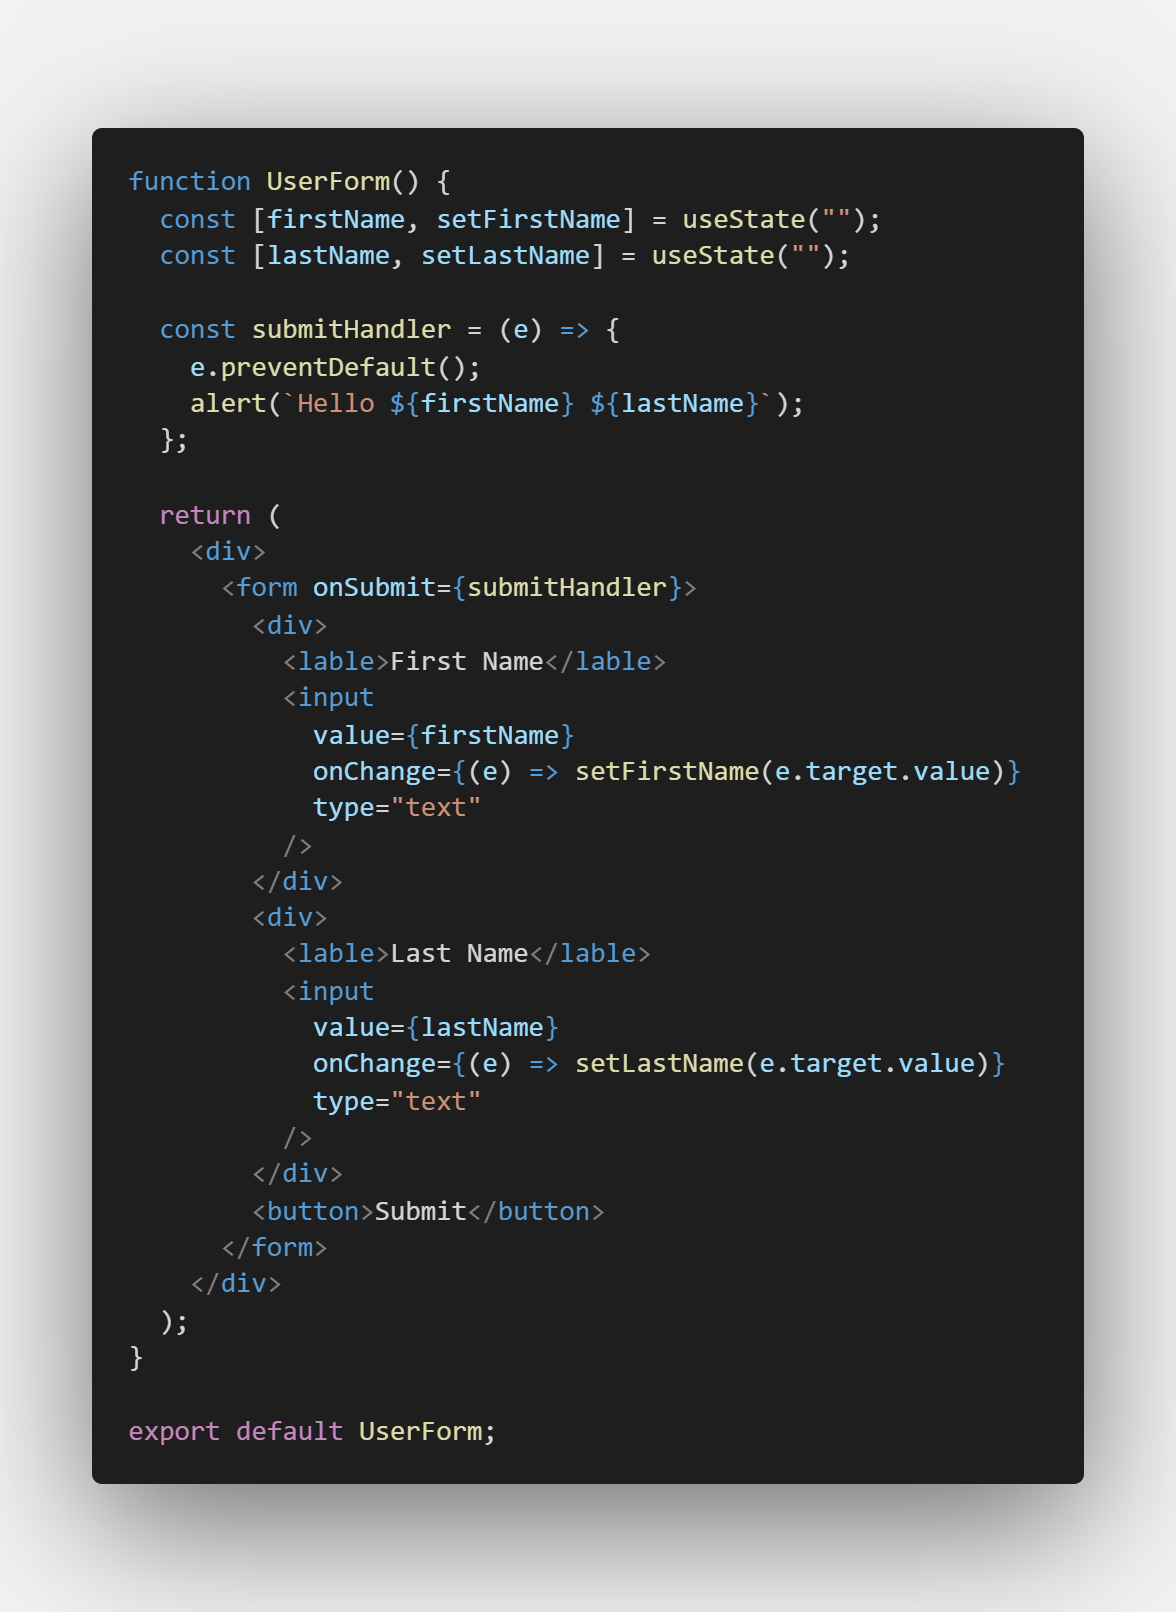 function UserForm() {
  const [firstName, setFirstName] = useState("");
  const [lastName, setLastName] = useState("");

  const submitHandler = (e) => {
    e.preventDefault();
    alert(`Hello ${firstName} ${lastName}`);
  };

  return (
    <div>
      <form onSubmit={submitHandler}>
        <div>
          <lable>First Name</lable>
          <input
            value={firstName}
            onChange={(e) => setFirstName(e.target.value)}
            type="text"
          />
        </div>
        <div>
          <lable>Last Name</lable>
          <input
            value={lastName}
            onChange={(e) => setLastName(e.target.value)}
            type="text"
          />
        </div>
        <button>Submit</button>
      </form>
    </div>
  );
}

export default UserForm;